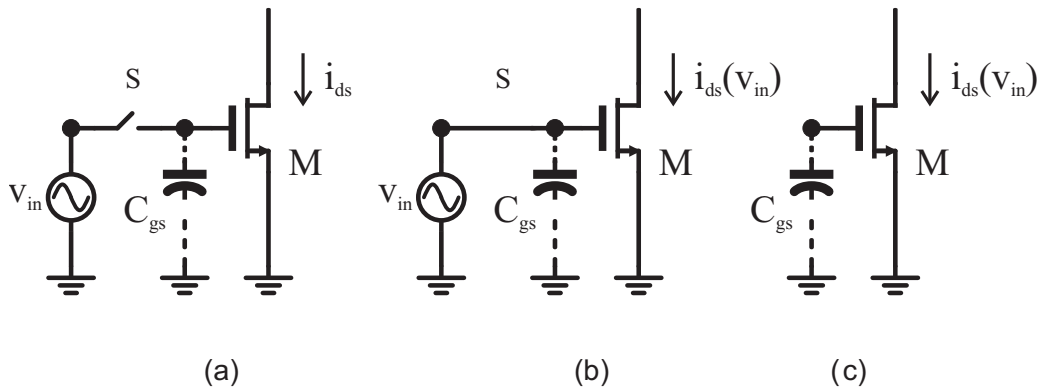 S
i_ds
v_in
C_gs
M
(a)
S
i_ds(v_in)
v_in
C_gs
M
(b)
i_ds(v_in)
C_gs
M
(c)